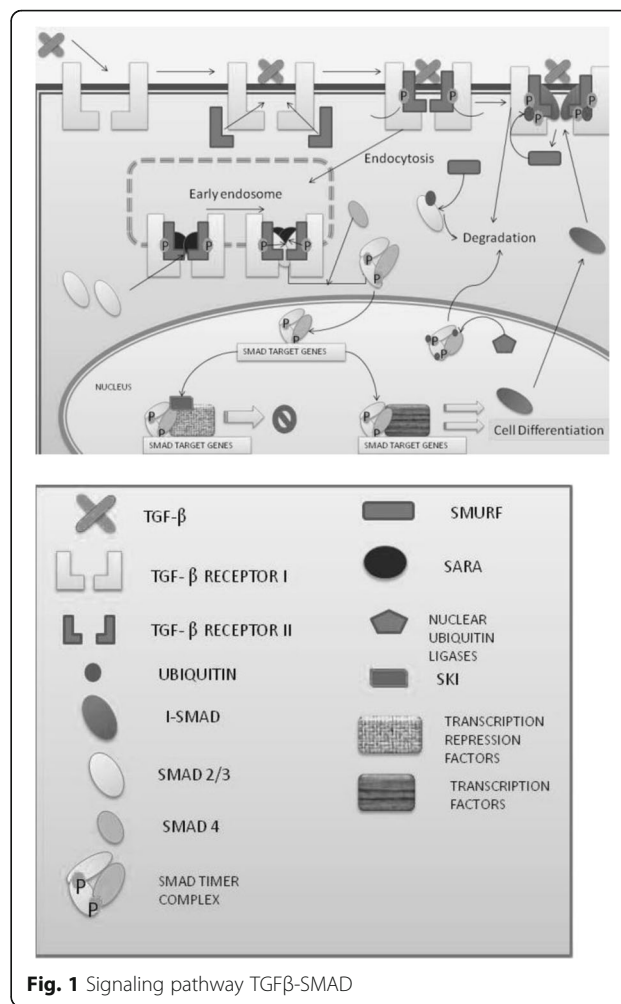 P
P
P
P
P
P
Endocytosis
Early endosome
P
P
P
P
P
P
Degradation
P
P
P
P
SMAD TARGET GENES
NUCLEUS
P
P
P
P
SMAD TARGET GENES
SMAD TARGET GENES
Cell Differentiation
TGF-β
TGF- β RECEPTOR I
TGF- β RECEPTOR II
UBIQUITIN
I-SMAD
SMAD 2/3
SMAD 4
P
P
SMAD TIMER
COMPLEX
SMURF
SARA
NUCLEAR
UBIQUITIN
LIGASES
SKI
TRANSCRIPTION
REPRESSION
FACTORS
TRANSCRIPTION
FACTORS
Fig. 1 Signaling pathway TGFβ-SMAD